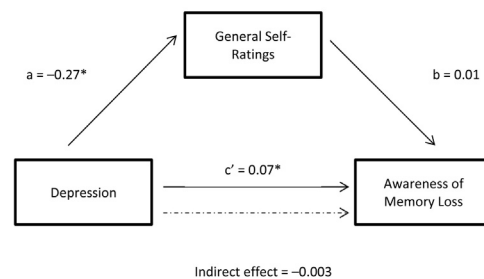 General Self-
Ratings
a = –0.27*
b = 0.01
c’ = 0.07*
Depression
Awareness of
Memory Loss
Indirect effect = –0.003